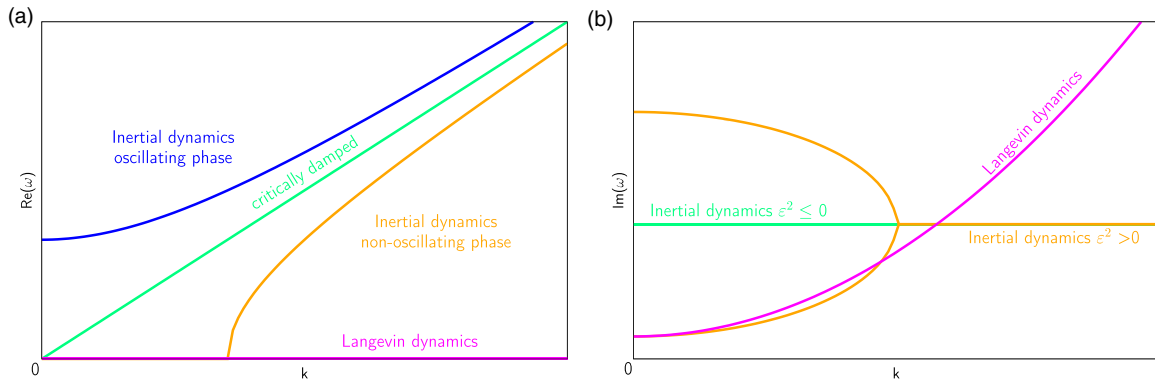 (a)
Re(ω)
Inertial dynamics
oscillating phase
critically damped
Inertial dynamics
non-oscillating phase
Langevin dynamics
0
k
(b)
Im(ω)
Langevin dynamics
Inertial dynamics ε² ≤ 0
Inertial dynamics ε² >0
0
k